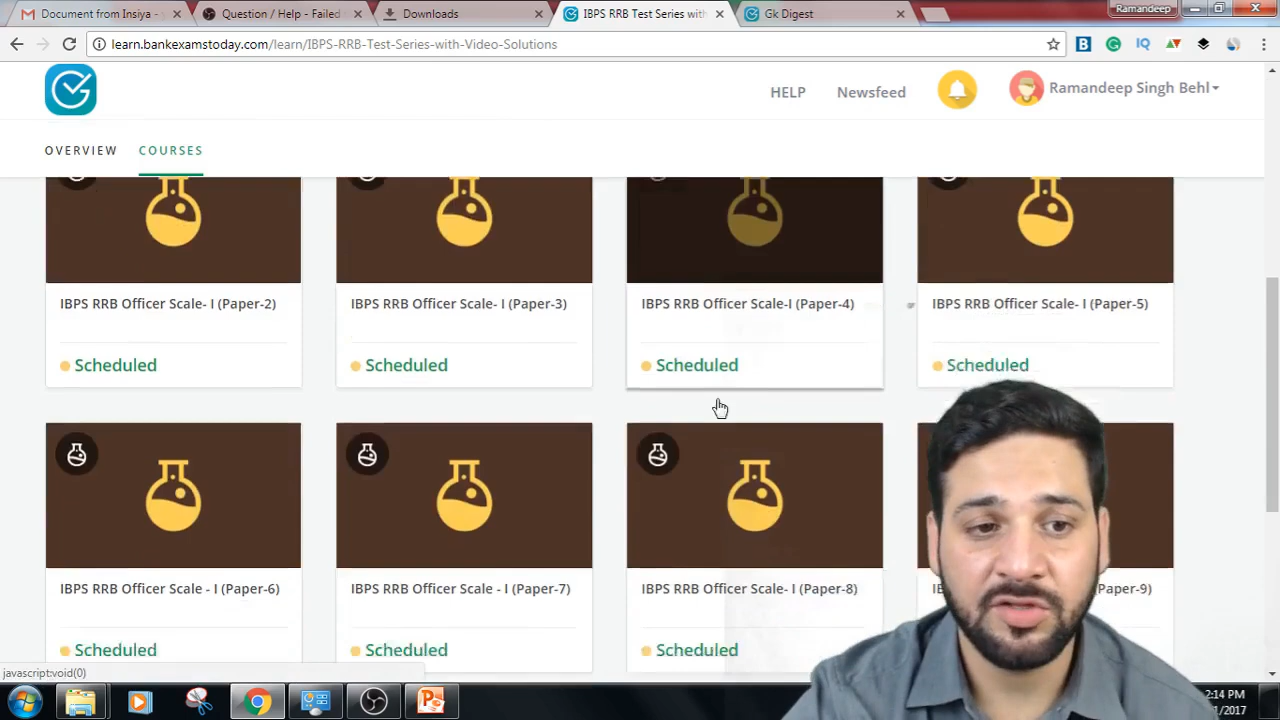 Document from Insiya -
Question / Help - Failed
Downloads
IBPS RRB Test Series with
Gk Digest
Ramandeep
learn.bankexamstoday.com/learn/IBPS-RRB-Test-Series-with-Video-Solutions
HELP
Newsfeed
Ramandeep Singh Behl
OVERVIEW
COURSES
IBPS RRB Officer Scale- I (Paper-2)
IBPS RRB Officer Scale- I (Paper-3)
IBPS RRB Officer Scale-I (Paper-4)
IBPS RRB Officer Scale- I (Paper-5)
Scheduled
Scheduled
Scheduled
Scheduled
IBPS RRB Officer Scale - I (Paper-6)
IBPS RRB Officer Scale - I (Paper-7)
IBPS RRB Officer Scale- I (Paper-8)
(Paper-9)
Scheduled
Scheduled
Scheduled
javascript:void(0)
2:14 PM
1/2017